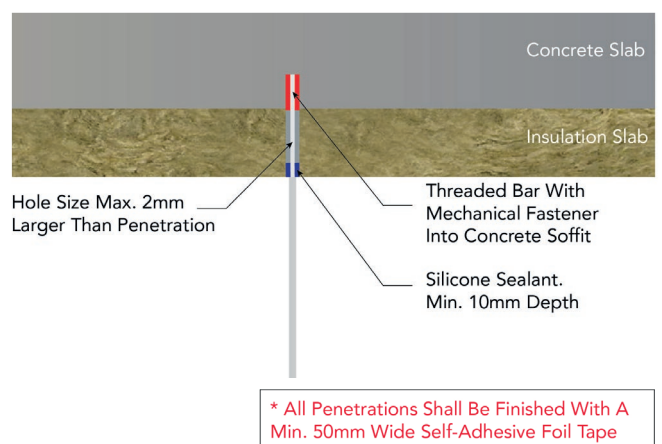 Concrete Slab
Insulation Slab
Hole Size Max. 2mm
Larger Than Penetration
Threaded Bar With
Mechanical Fastener
Into Concrete Soffit
Silicone Sealant.
Min. 10mm Depth
* All Penetrations Shall Be Finished With A
Min. 50mm Wide Self-Adhesive Foil Tape